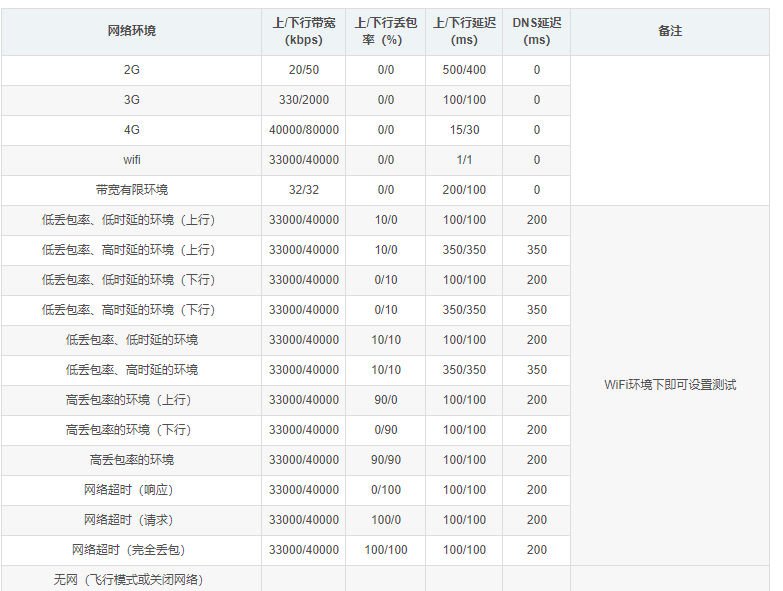 网络环境 上/下行带宽(kbps) 上/下行丢包率（%） 上/下行延迟(ms) DNS延迟(ms) 备注
2G 20/50 0/0 500/400 0
3G 330/2000 0/0 100/100 0
4G 40000/80000 0/0 15/30 0
wifi 33000/40000 0/0 1/1 0
带宽有限环境 32/32 0/0 200/100 0
低丢包率、低时延的环境（上行） 33000/40000 10/0 100/100 200
低丢包率、高时延的环境（上行） 33000/40000 10/0 350/350 350
低丢包率、低时延的环境（下行） 33000/40000 0/10 100/100 200
低丢包率、高时延的环境（下行） 33000/40000 0/10 350/350 350
低丢包率、低时延的环境 33000/40000 10/10 100/100 200
低丢包率、高时延的环境 33000/40000 10/10 350/350 350
WiFi环境下即可设置测试
高丢包率的环境（上行） 33000/40000 90/0 100/100 200
高丢包率的环境（下行） 33000/40000 0/90 100/100 200
高丢包率的环境 33000/40000 90/90 100/100 200
网络超时（响应） 33000/40000 0/100 100/100 200
网络超时（请求） 33000/40000 100/0 100/100 200
网络超时（完全丢包） 33000/40000 100/100 100/100 200
无网（飞行模式或关闭网络）